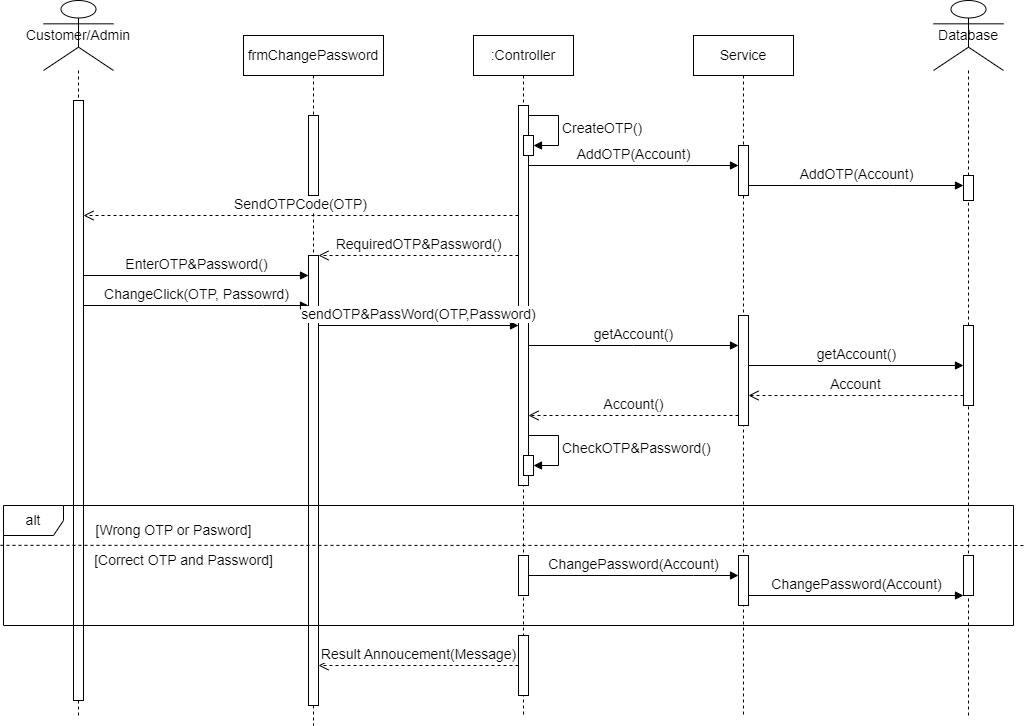 Customer/Admin
frmChangePassword
:Controller
Service
Database
CreateOTP()
AddOTP(Account)
AddOTP(Account)
SendOTPCode(OTP)
RequiredOTP&Password()
EnterOTP&Password()
ChangeClick(OTP, Passowrd)
sendOTP&PassWord(OTP,Password)
getAccount()
getAccount()
Account
Account()
CheckOTP&Password()
alt
[Wrong OTP or Pasword]
[Correct OTP and Password]
ChangePassword(Account)
ChangePassword(Account)
Result Annoucement(Message)